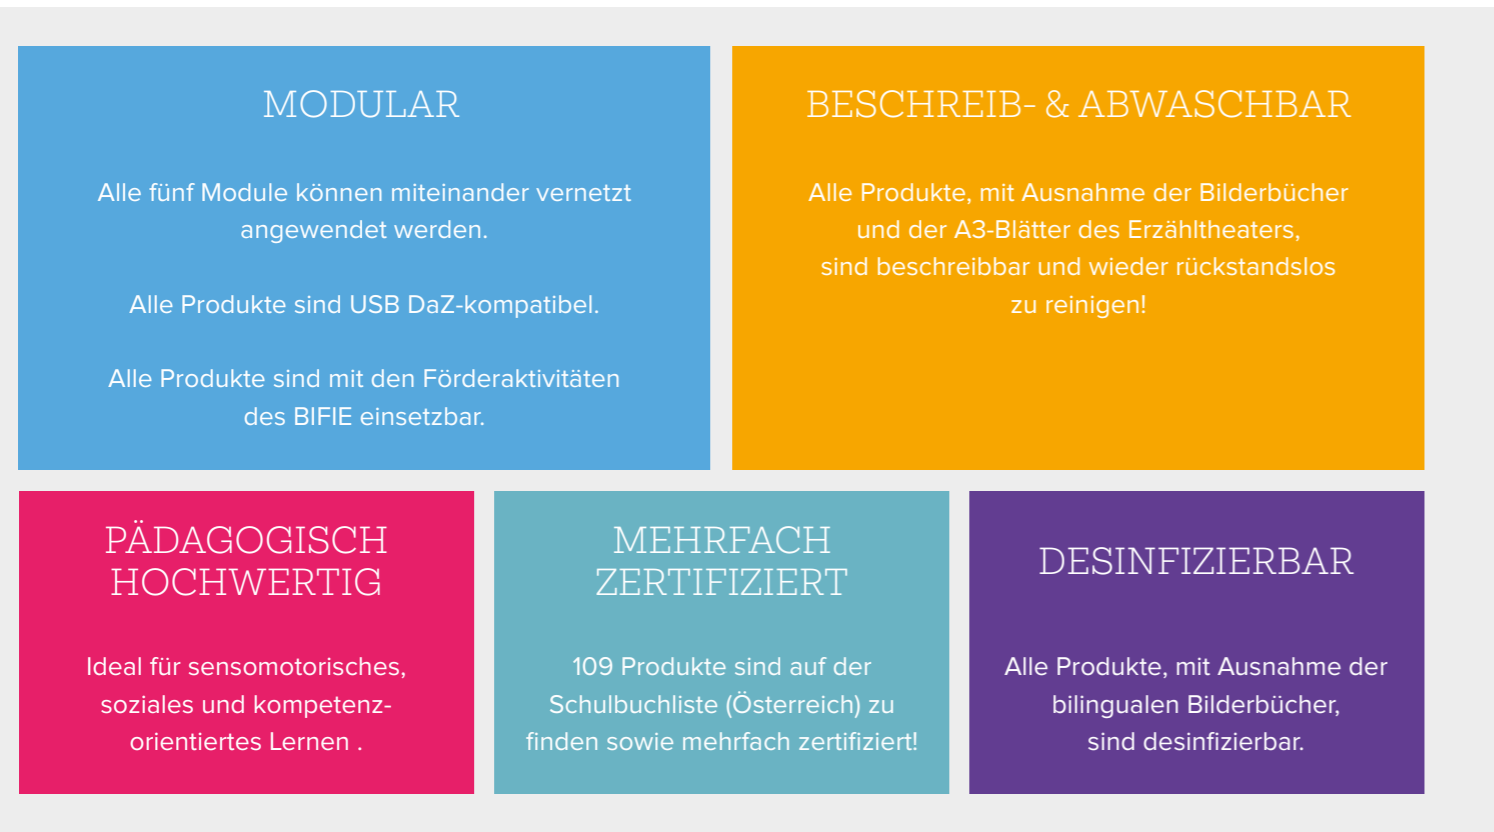 MODULAR
Alle fünf Module können miteinander vernetzt
angewendet werden.
Alle Produkte sind USB DaZ-kompatibel.
Alle Produkte sind mit den Förderaktivitäten
des BIFIE einsetzbar.
BESCHREIB- & ABWASCHBAR
Alle Produkte, mit Ausnahme der Bilderbücher
und der A3-Blätter des Erzähltheaters,
sind beschreibbar und wieder rückstandslos
zu reinigen!
PÄDAGOGISCH
HOCHWERTIG
Ideal für sensomotorisches,
soziales und kompetenz-
orientiertes Lernen .
MEHRFACH
ZERTIFIZIERT
109 Produkte sind auf der
Schulbuchliste (Österreich) zu
finden sowie mehrfach zertifiziert!
DESINFIZIERBAR
Alle Produkte, mit Ausnahme der
bilingualen Bilderbücher,
sind desinfizierbar.